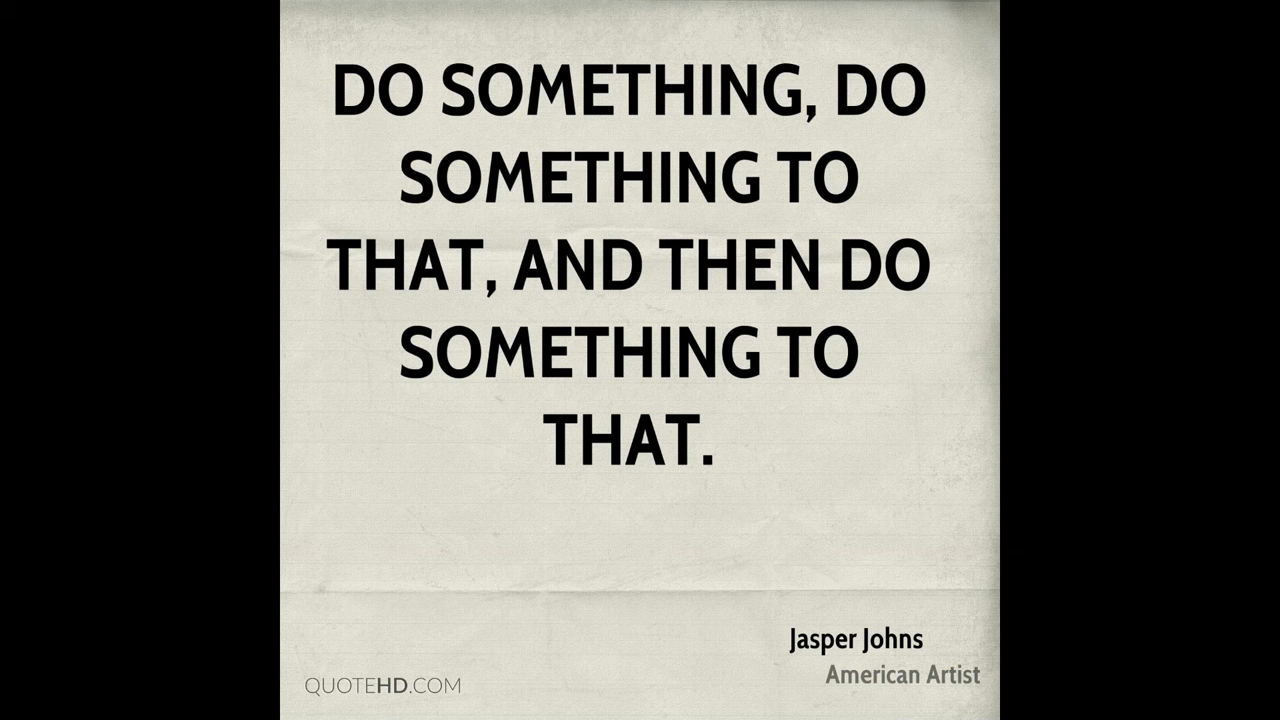 DO SOMETHING, DO
SOMETHING TO
THAT, AND THEN DO
SOMETHING TO
THAT.
Jasper Johns
American Artist
QUOTEHD.COM